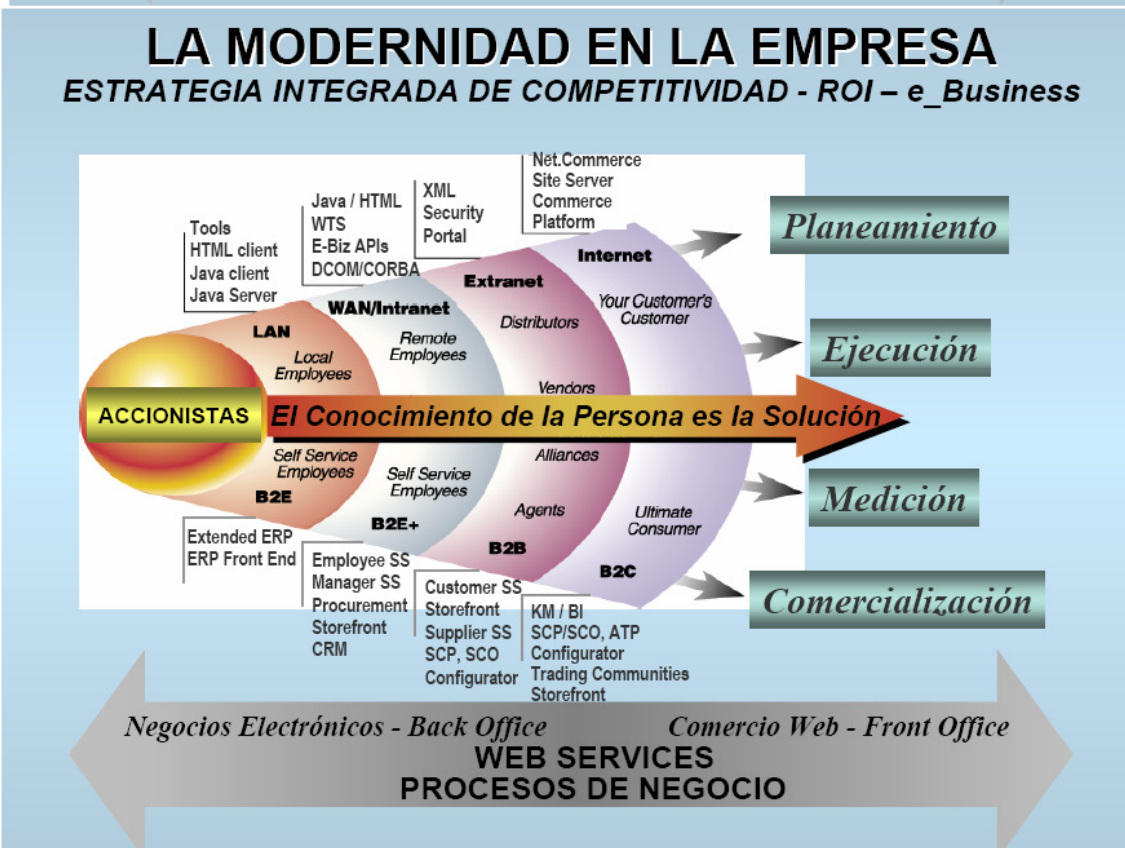 LA MODERNIDAD EN LA EMPRESA
ESTRATEGIA INTEGRADA DE COMPETITIVIDAD - ROI – e_Business
Tools
HTML client
Java client
Java Server
Java / HTML
WTS
E-Biz APIs
DCOM/CORBA
XML
Security
Portal
Net.Commerce
Site Server
Commerce
Platform
LAN
Local
Employees
WAN/Intranet
Remote
Employees
Extranet
Distributors
Vendors
Internet
Your Customer's
Customer
Planeamiento
Ejecución
ACCIONISTAS
El Conocimiento de la Persona es la Solución
Self Service
Employees
B2E
Self Service
Employees
B2E+
Alliances
Agents
B2B
Ultimate
Consumer
B2C
Medición
Comercialización
Extended ERP
ERP Front End
Employee SS
Manager SS
Procurement
Storefront
CRM
Customer SS
Storefront
Supplier SS
SCP, SCO
Configurator
KM / BI
SCP/SCO, ATP
Configurator
Trading Communities
Storefront
Negocios Electrónicos - Back Office
Comercio Web - Front Office
WEB SERVICES
PROCESOS DE NEGOCIO